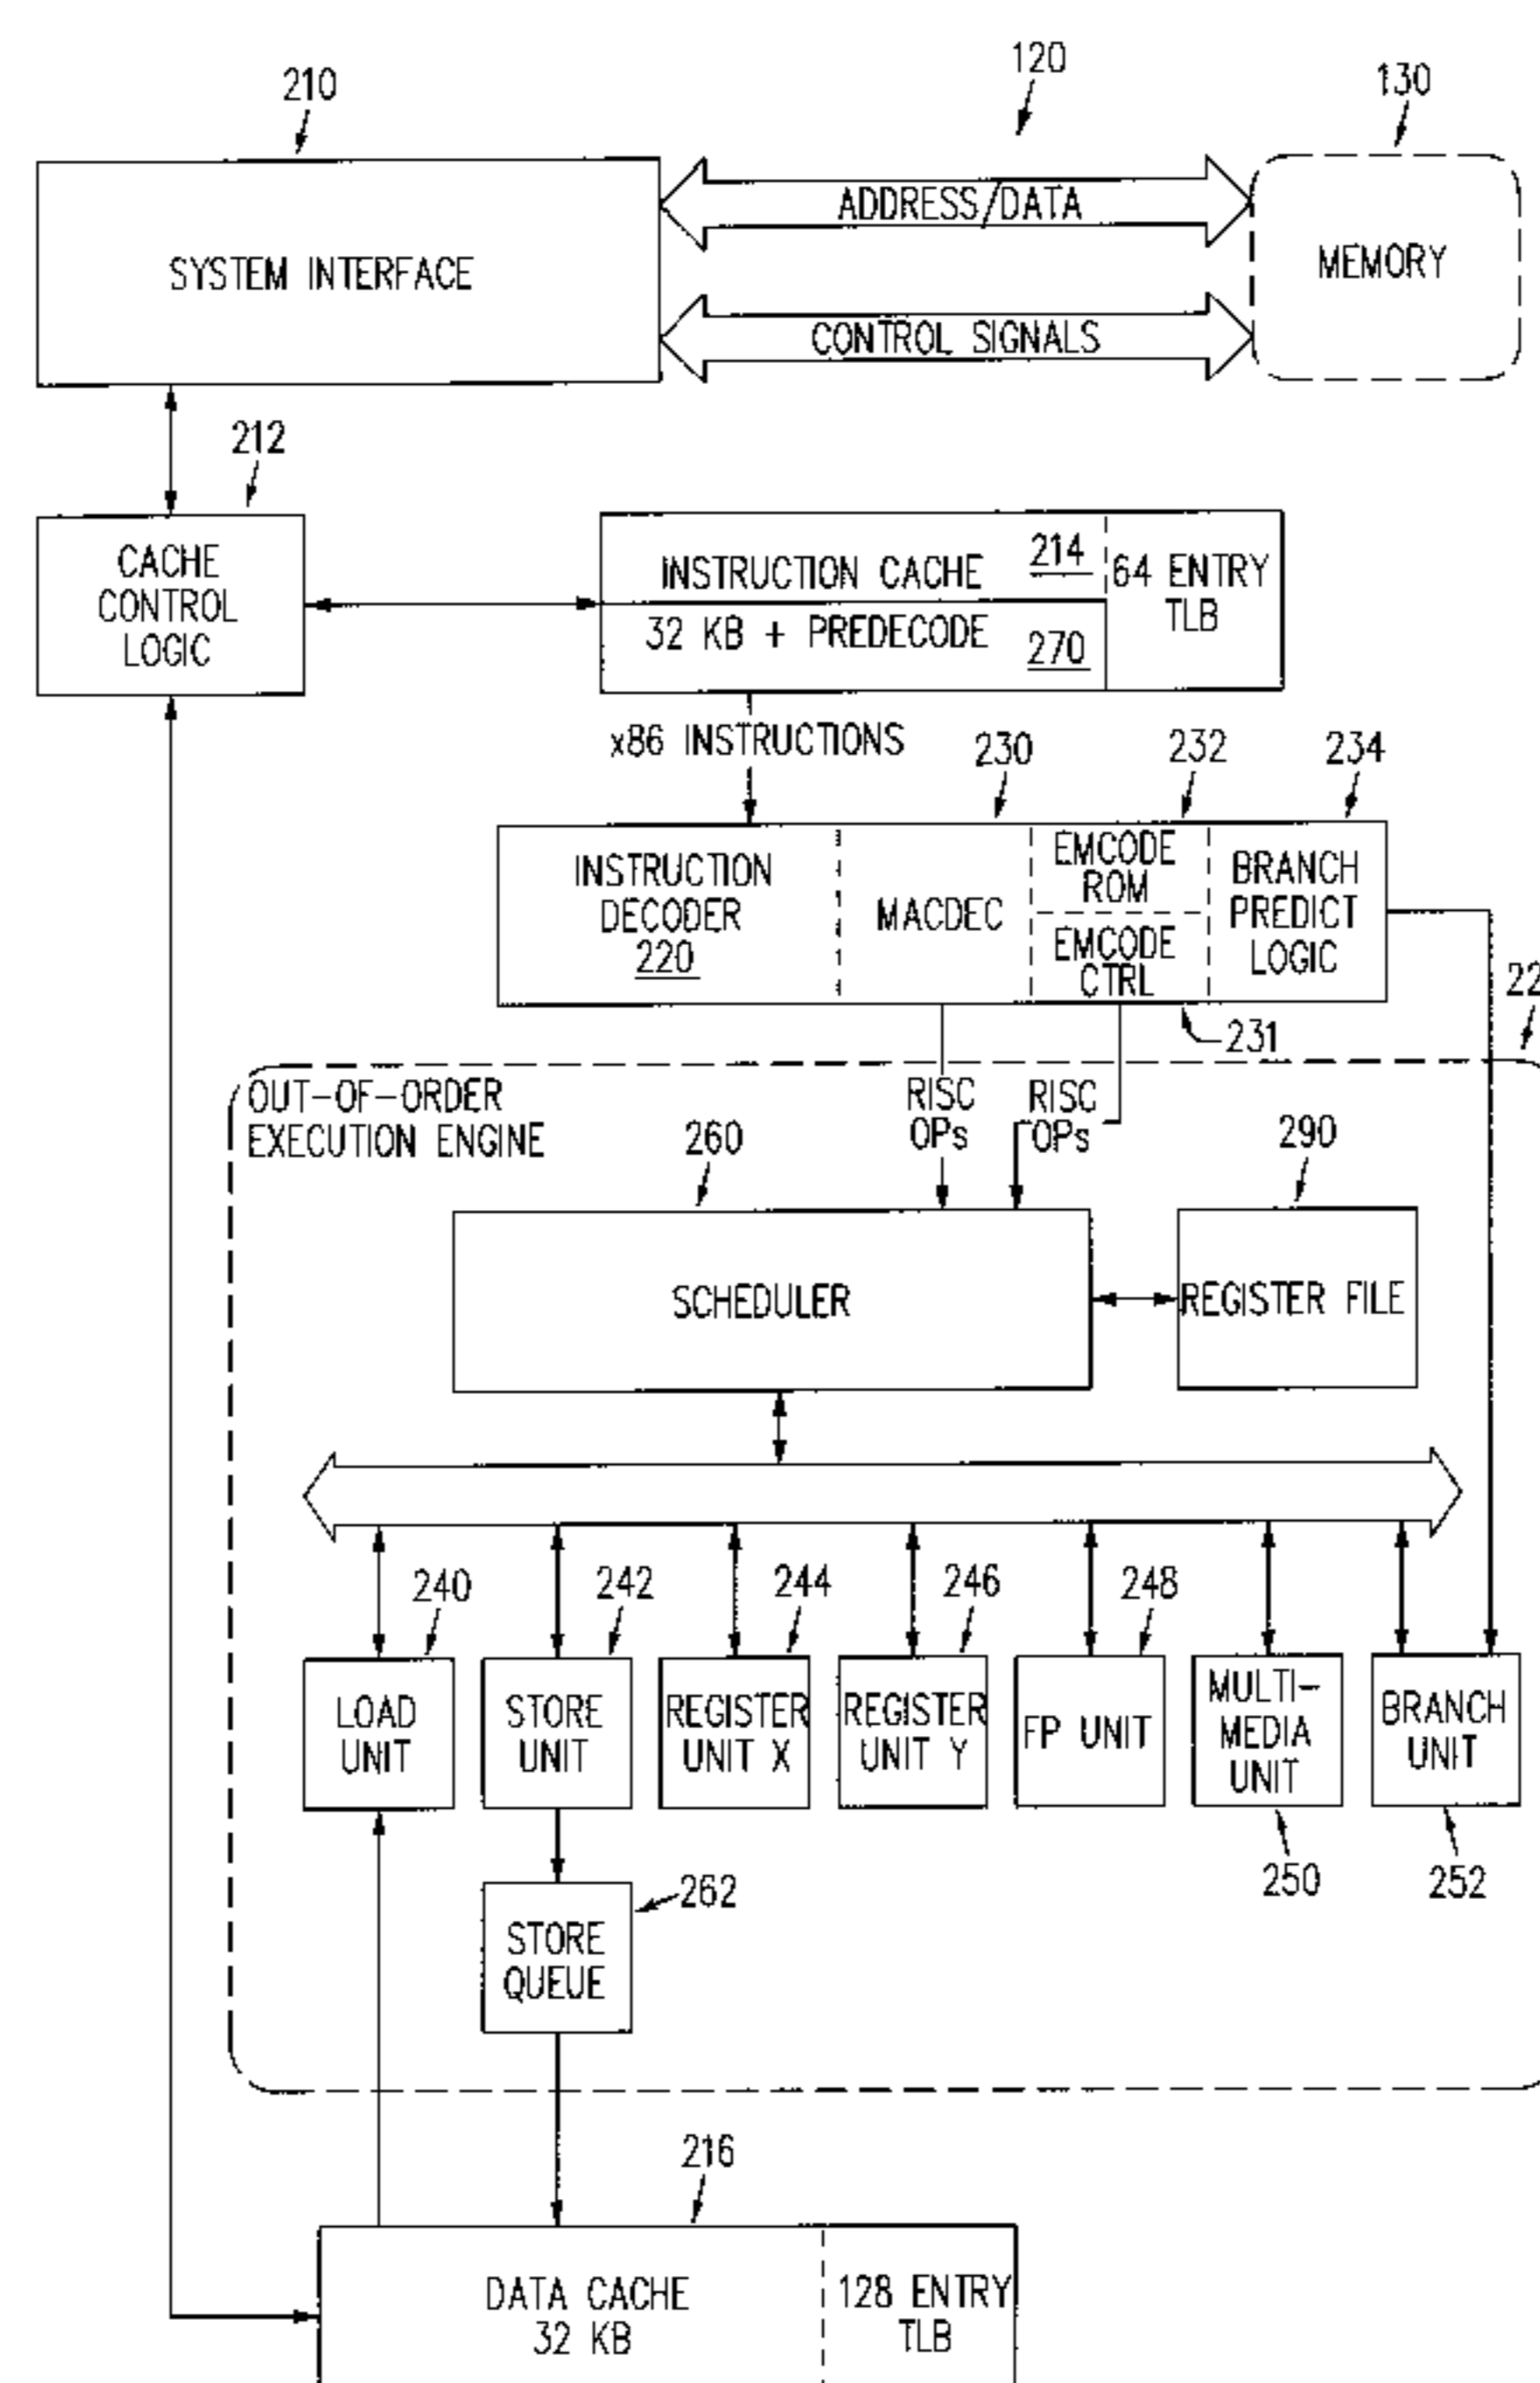 210
120
130
ADDRESS/DATA
SYSTEM INTERFACE
MEMORY
CONTROL SIGNALS
212
CACHE
CONTROL
LOGIC
INSTRUCTION CACHE
214
32 KB + PREDECODE
270
64 ENTRY
TLB
x86 INSTRUCTIONS
230
232
234
INSTRUCTION
DECODER
220
MACDEC
EMCODE
ROM
EMCODE
CTRL
BRANCH
PREDICT
LOGIC
22
231
OUT-OF-ORDER
EXECUTION ENGINE
RISC
OPs
RISC
OPs
260
290
SCHEDULER
REGISTER FILE
240
242
244
246
248
LOAD
UNIT
STORE
UNIT
REGISTER
UNIT X
REGISTER
UNIT Y
FP UNIT
MULTI-
MEDIA
UNIT
BRANCH
UNIT
250
252
262
STORE
QUEUE
216
DATA CACHE
32 KB
128 ENTRY
TLB